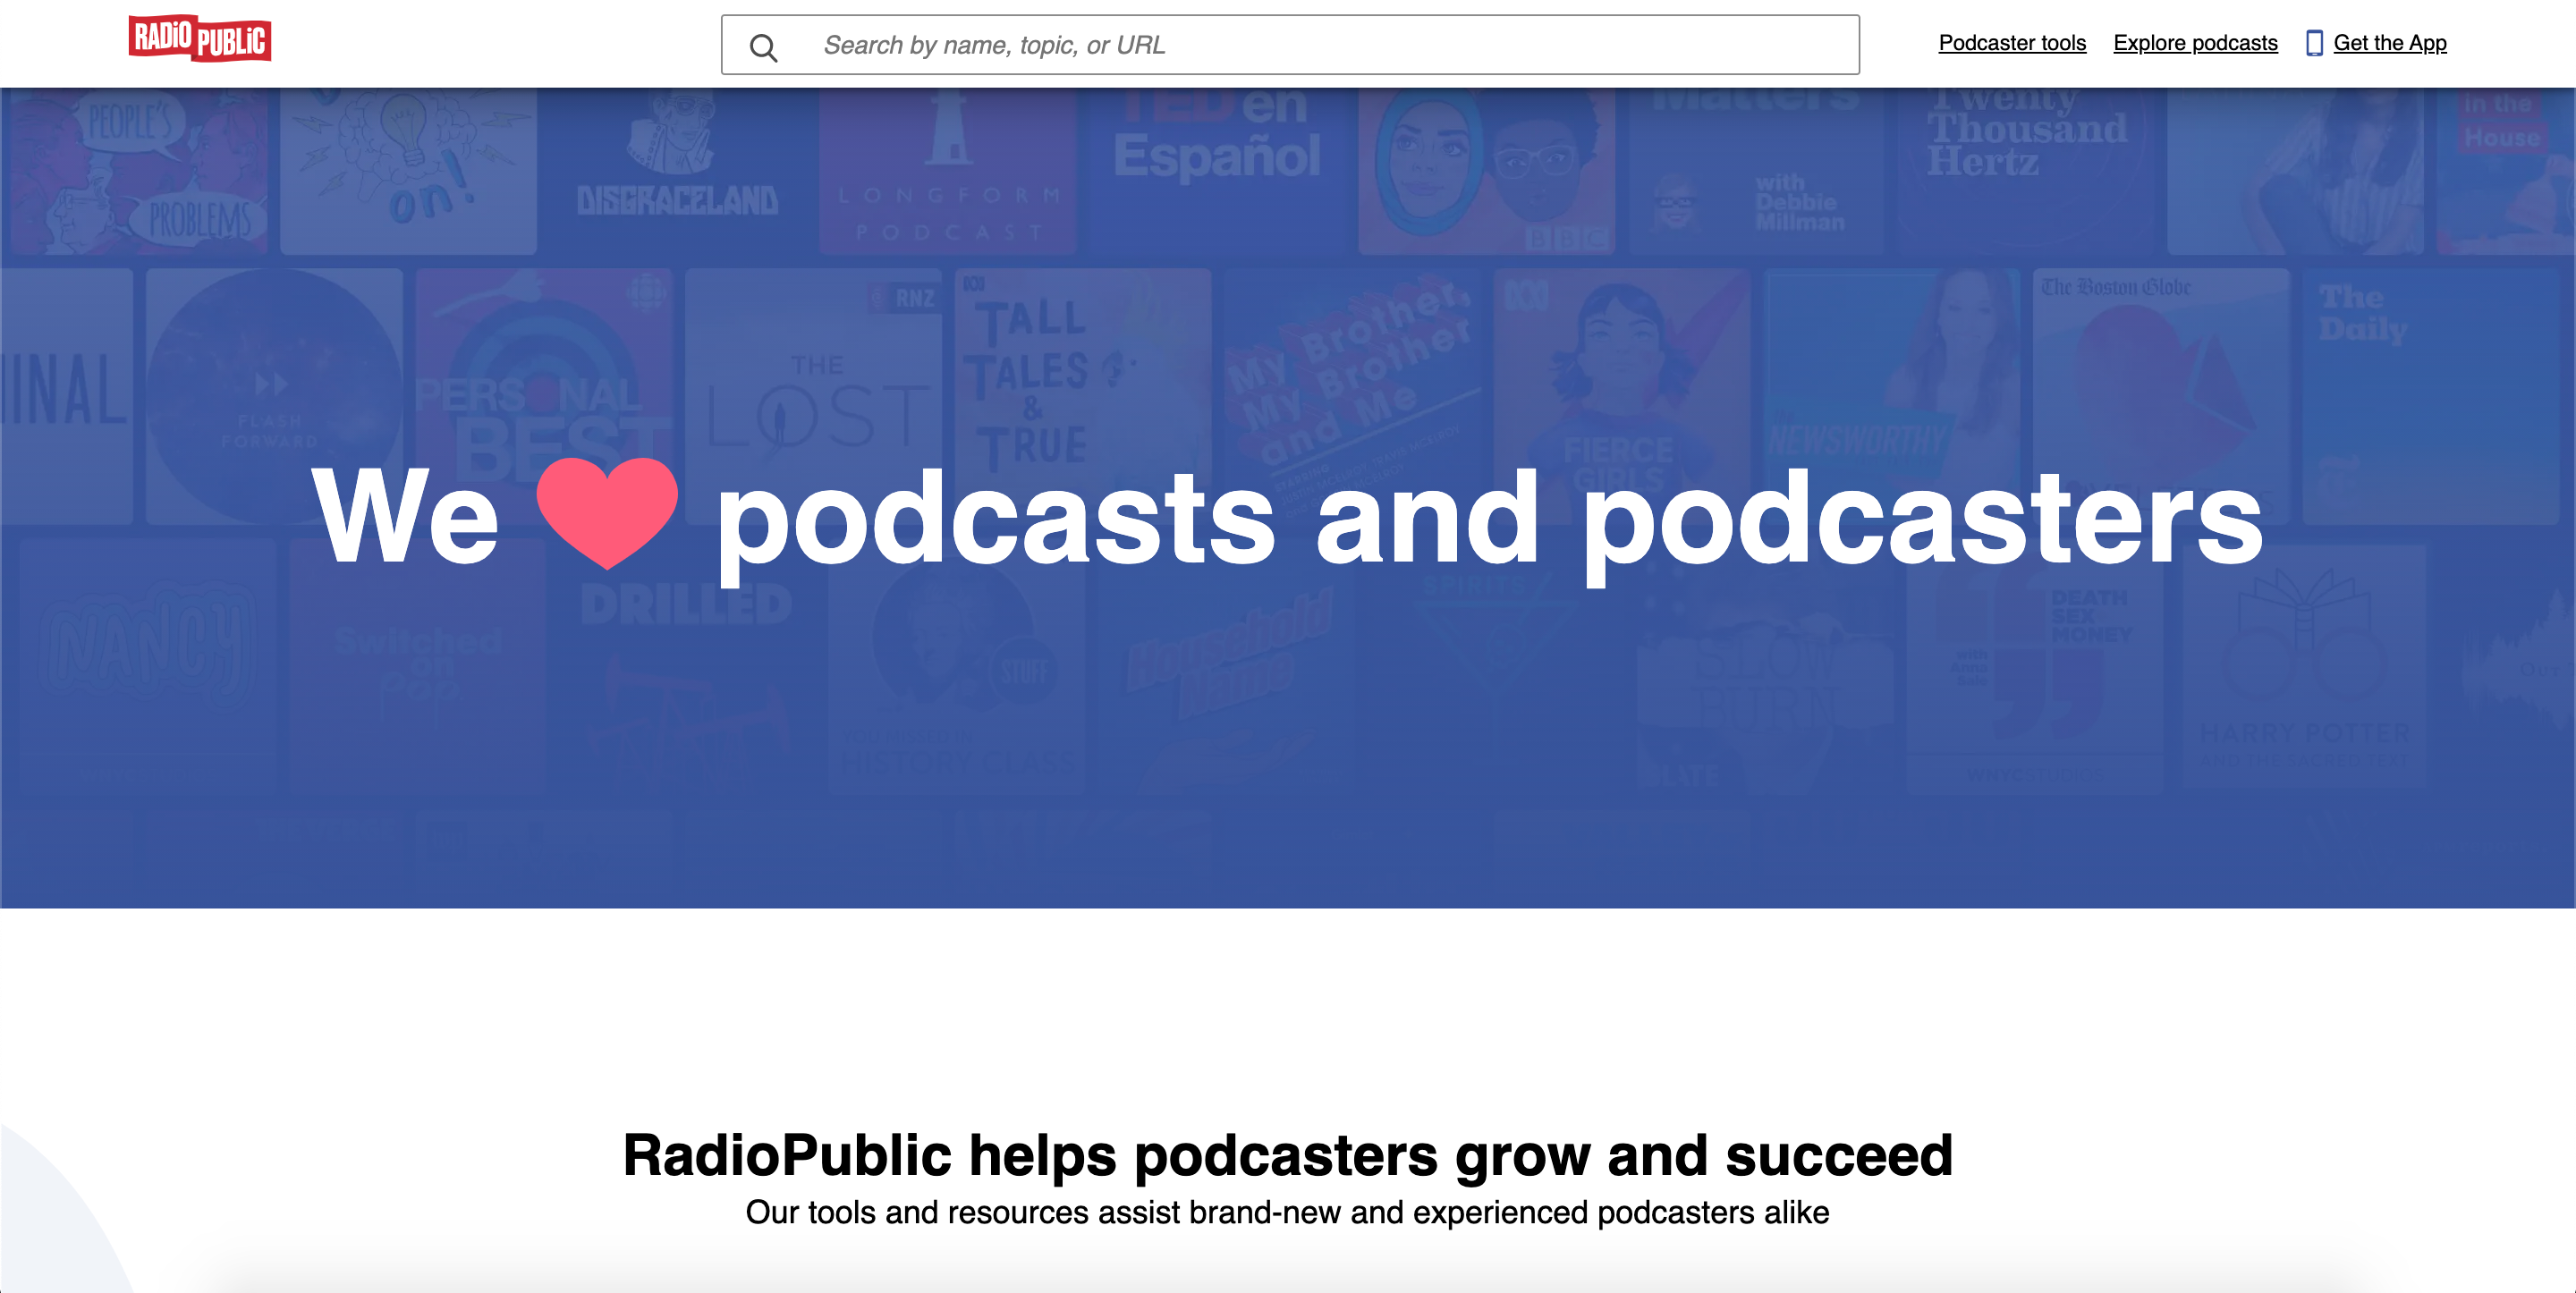 RADIO PUBLIC
Search by name, topic, or URL
Podcaster tools
Explore podcasts
Get the App
PEOPLE'S
PROBLEMS
on!
DISGRACELAND
LONGFORM
PODCAST
TED en
Español
BBC
Matters
with
Debbie
Millman
Twenty
Thousand
Hertz
in the
House
INAL
FLASH
FORWARD
PERSONAL
BEST
RNZ
THE
LOST
TALL
TALES
&
TRUE
My Brother,
My Brother
and Me
FIERCE
GIRLS
NEWSWORTHY
The Boston Globe
The
Daily
We ❤ podcasts and podcasters
NANCY
Switched
on
Pop
DRILLED
STUFF
YOU MISSED IN
HISTORY CLASS
Household
Name
SPIRITS
SLOW
BURN
SLATE
DEATH
SEX
MONEY
with
Anna
Sale
WNYC STUDIOS
HARRY POTTER
AND THE SACRED TEXT
RadioPublic helps podcasters grow and succeed
Our tools and resources assist brand-new and experienced podcasters alike